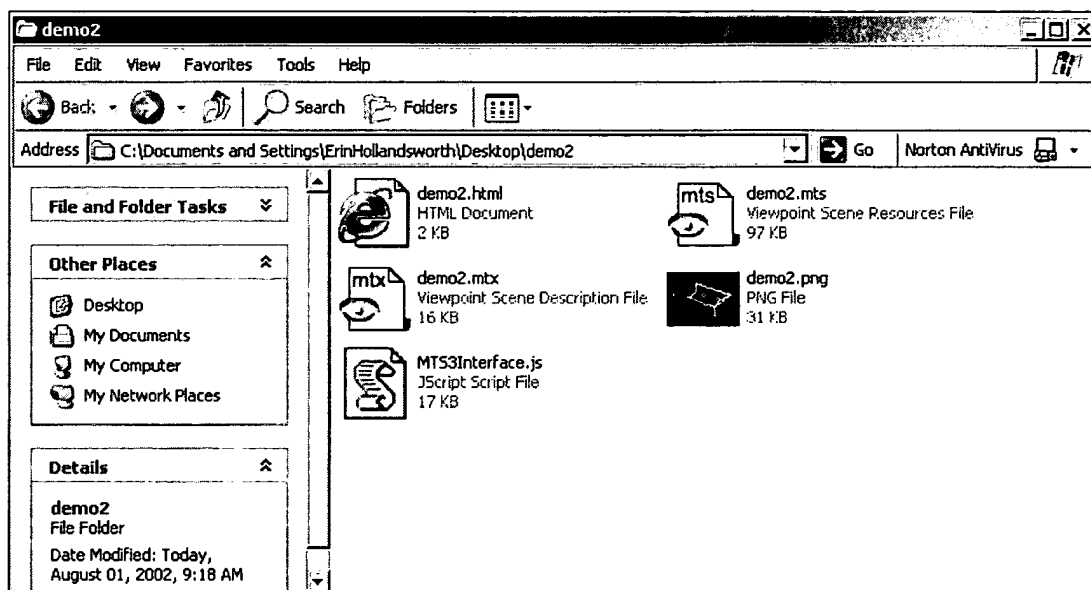 demo2
File Edit View Favorites Tools Help
Back Search Folders
Address C:\Documents and Settings\ErinHollandsworth\Desktop\demo2 Go Norton AntiVirus
File and Folder Tasks
Other Places
Desktop
My Documents
My Computer
My Network Places
Details
demo2
File Folder
Date Modified: Today,
August 01, 2002, 9:18 AM
demo2.html
HTML Document
2 KB
mts
demo2.mts
Viewpoint Scene Resources File
97 KB
mtx
demo2.mtx
Viewpoint Scene Description File
16 KB
demo2.png
PNG File
31 KB
MTS3Interface.js
JScript Script File
17 KB